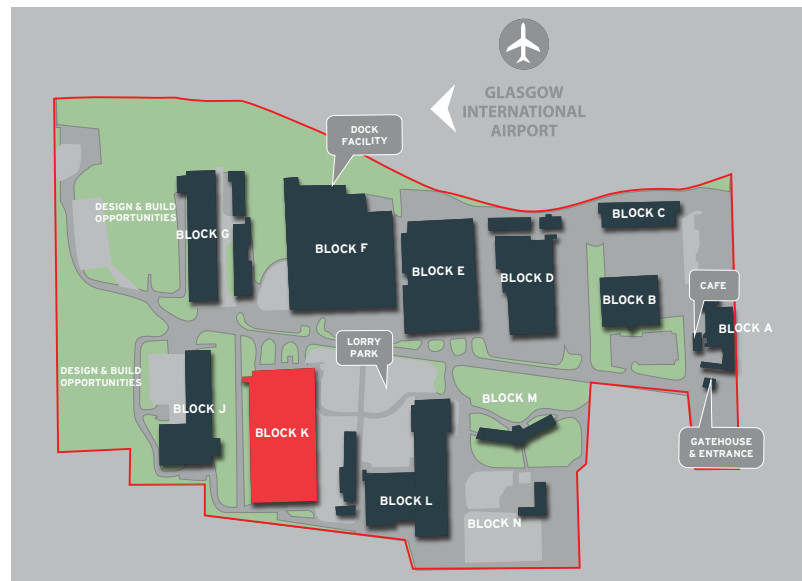 GLASGOW
INTERNATIONAL
AIRPORT
DOCK
FACILITY
DESIGN & BUILD
OPPORTUNITIES
BLOCK G
BLOCK F
BLOCK E
BLOCK D
BLOCK C
BLOCK B
CAFE
BLOCK A
LORRY
PARK
DESIGN & BUILD
OPPORTUNITIES
BLOCK J
BLOCK K
BLOCK M
GATEHOUSE
& ENTRANCE
BLOCK L
BLOCK N